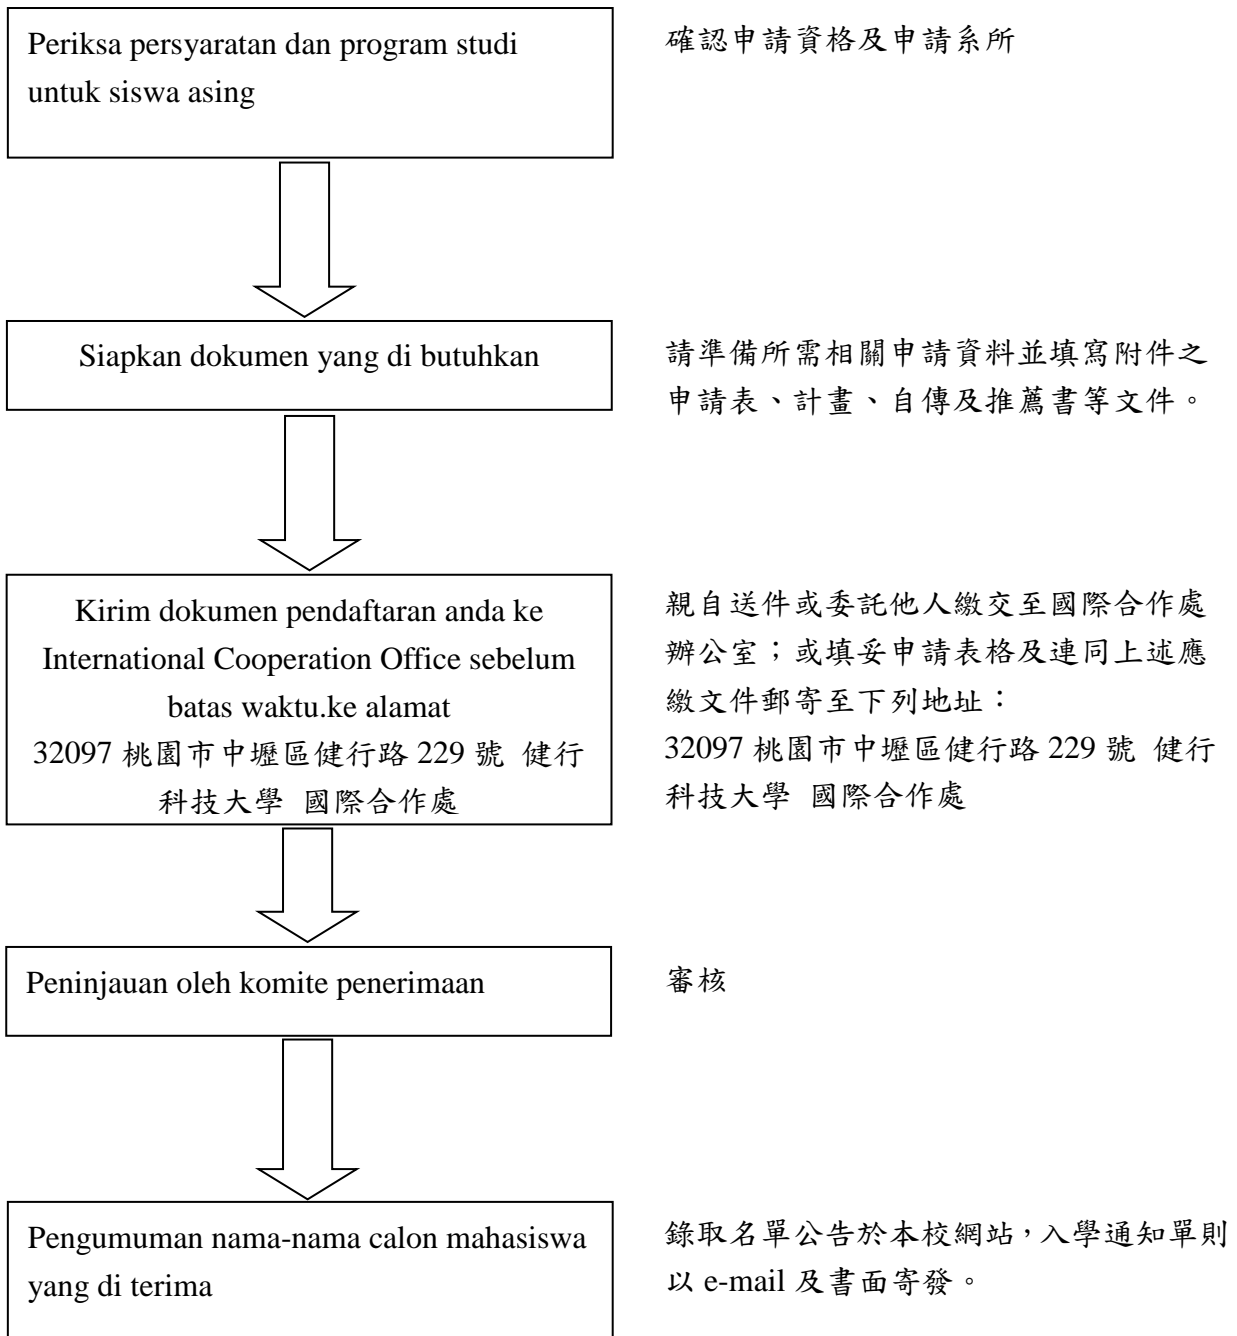 Periksa persyaratan dan program studi
untuk siswa asing
確認申請資格及申請系所
Siapkan dokumen yang di butuhkan
請準備所需相關申請資料並填寫附件之
申請表、計畫、自傳及推薦書等文件。
Kirim dokumen pendaftaran anda ke
International Cooperation Office sebelum
batas waktu.ke alamat
32097 桃園市中壢區健行路 229 號 健行
科技大學 國際合作處
親自送件或委託他人繳交至國際合作處
辦公室；或填妥申請表格及連同上述應
繳文件郵寄至下列地址：
32097 桃園市中壢區健行路 229 號 健行
科技大學 國際合作處
Peninjauan oleh komite penerimaan
審核
Pengumuman nama-nama calon mahasiswa
yang di terima
錄取名單公告於本校網站，入學通知單則
以 e-mail 及書面寄發。